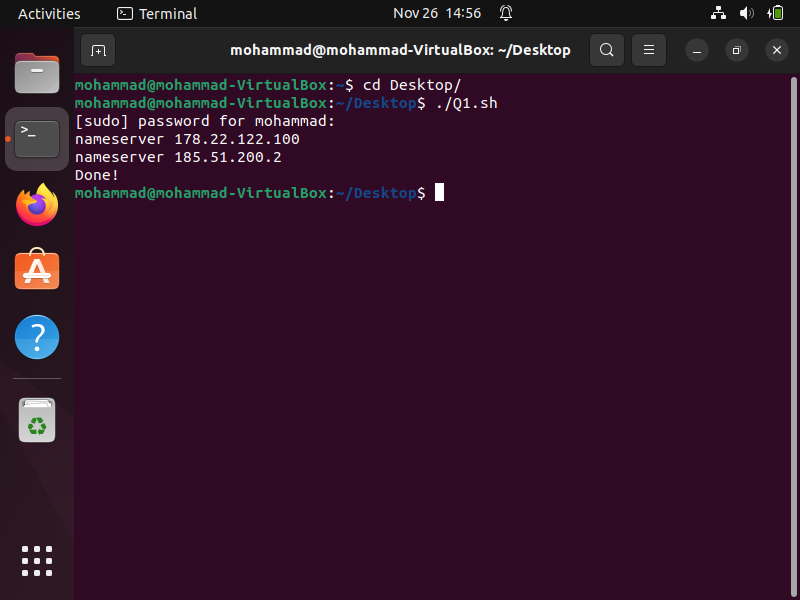 Activities
Terminal
Nov 26 14:56
mohammad@mohammad-VirtualBox: ~/Desktop
mohammad@mohammad-VirtualBox:~$ cd Desktop/
mohammad@mohammad-VirtualBox:~/Desktop$ ./Q1.sh
[sudo] password for mohammad:
nameserver 178.22.122.100
nameserver 185.51.200.2
Done!
mohammad@mohammad-VirtualBox:~/Desktop$